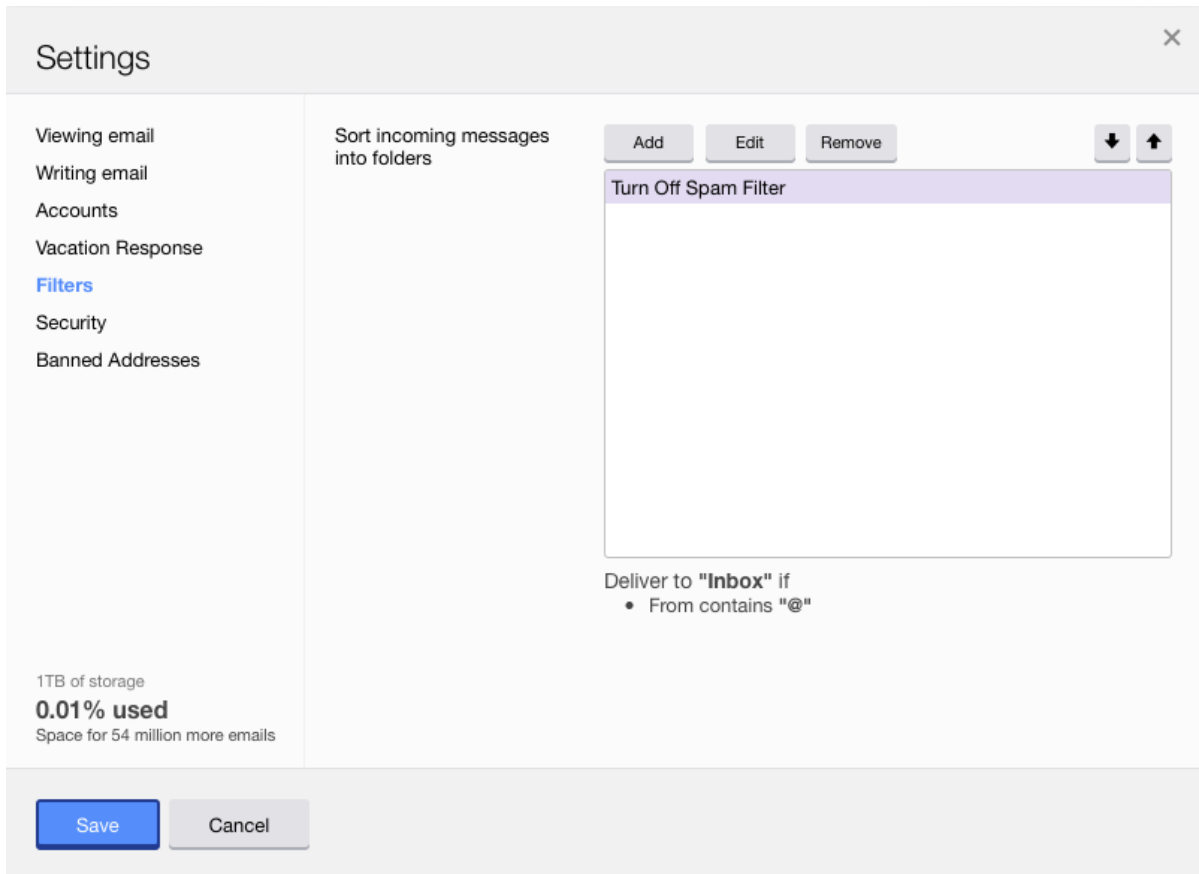 Settings
Viewing email
Writing email
Accounts
Vacation Response
Filters
Security
Banned Addresses
1TB of storage
0.01% used
Space for 54 million more emails
Sort incoming messages
into folders
Add Edit Remove
Turn Off Spam Filter
Deliver to "Inbox" if
• From contains "@"
Save Cancel